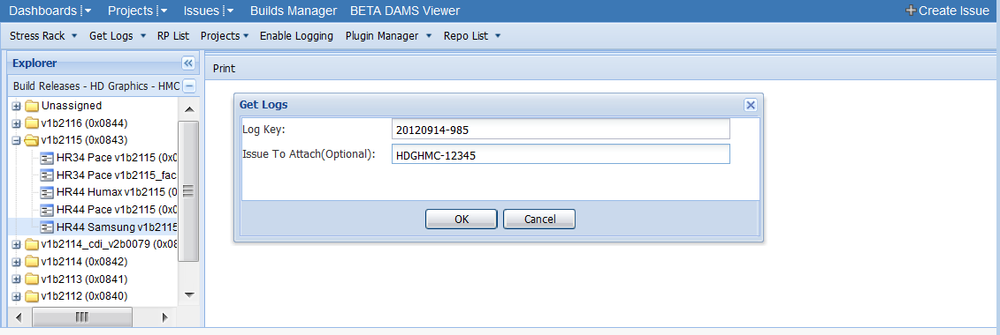 Dashboards Projects Issues Builds Manager BETA DAMS Viewer Create Issue
Stress Rack Get Logs RP List Projects Enable Logging Plugin Manager Repo List
Explorer
Print
Build Releases - HD Graphics - HMC
Unassigned
v1b2116 (0x0844)
v1b2115 (0x0843)
HR34 Pace v1b2115 (0x
HR34 Pace v1b2115_fac
HR44 Humax v1b2115 (0
HR44 Pace v1b2115 (0x
HR44 Samsung v1b2115
v1b2114_cdi_v2b0079 (0x08
v1b2114 (0x0842)
v1b2113 (0x0841)
v1b2112 (0x0840)
Get Logs
Log Key: 20120914-985
Issue To Attach(Optional): HDGHMC-12345
OK Cancel